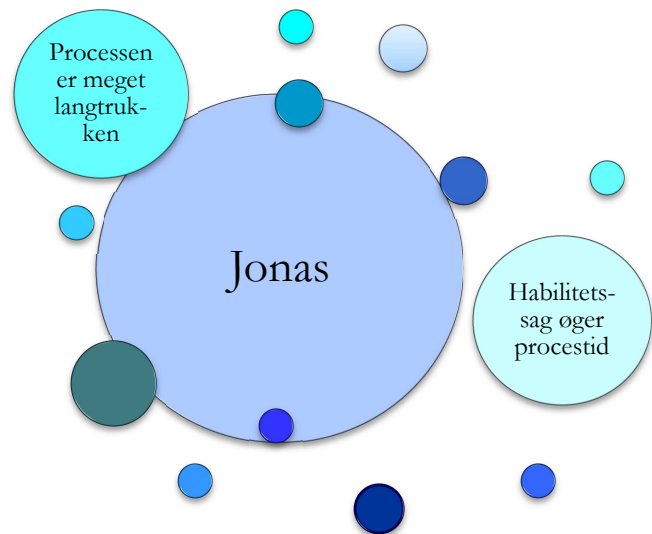 Processen
er meget
langtruk-
ken
Jonas
Habilitets-
sag øger
procestid